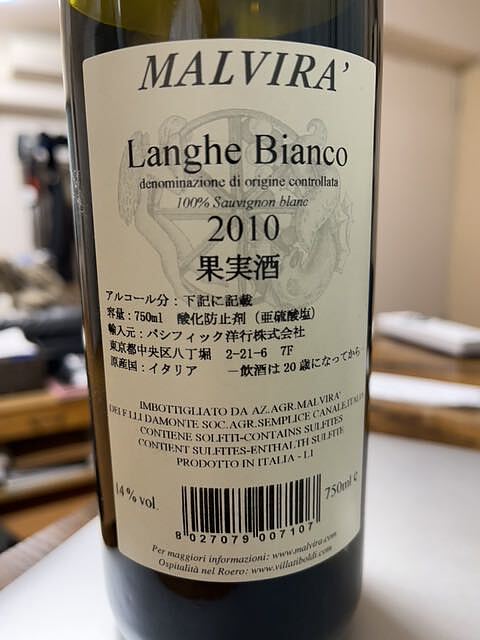 MALVIRA'
Langhe Bianco
denominazione di origine controllata
100% Sauvignon blanc
2010
果実酒
アルコール分：下記に記載
容量：750ml 酸化防止剤（亜硫酸塩）
輸入元：パシフィック洋行株式会社
東京都中央区八丁堀 2-21-6 7F
原産国：イタリア ―飲酒は20歳になってから
IMBOTTIGLIATO DA AZ.AGR.MALVIRA'
DEI F.LLI DAMONTE SOC.AGR.SEMPLICE CANALE,ITALIA
CONTIENE SOLFITI-CONTAINS SULFITES
CONTIENT SULFITES-ENTHALTH SULFITE
PRODOTTO IN ITALIA - L1
14% vol.
750ml e
8 027079 007107
Per maggiori informazioni: www.malvira.com
Ospitalità nel Roero: www.villatiboldi.com